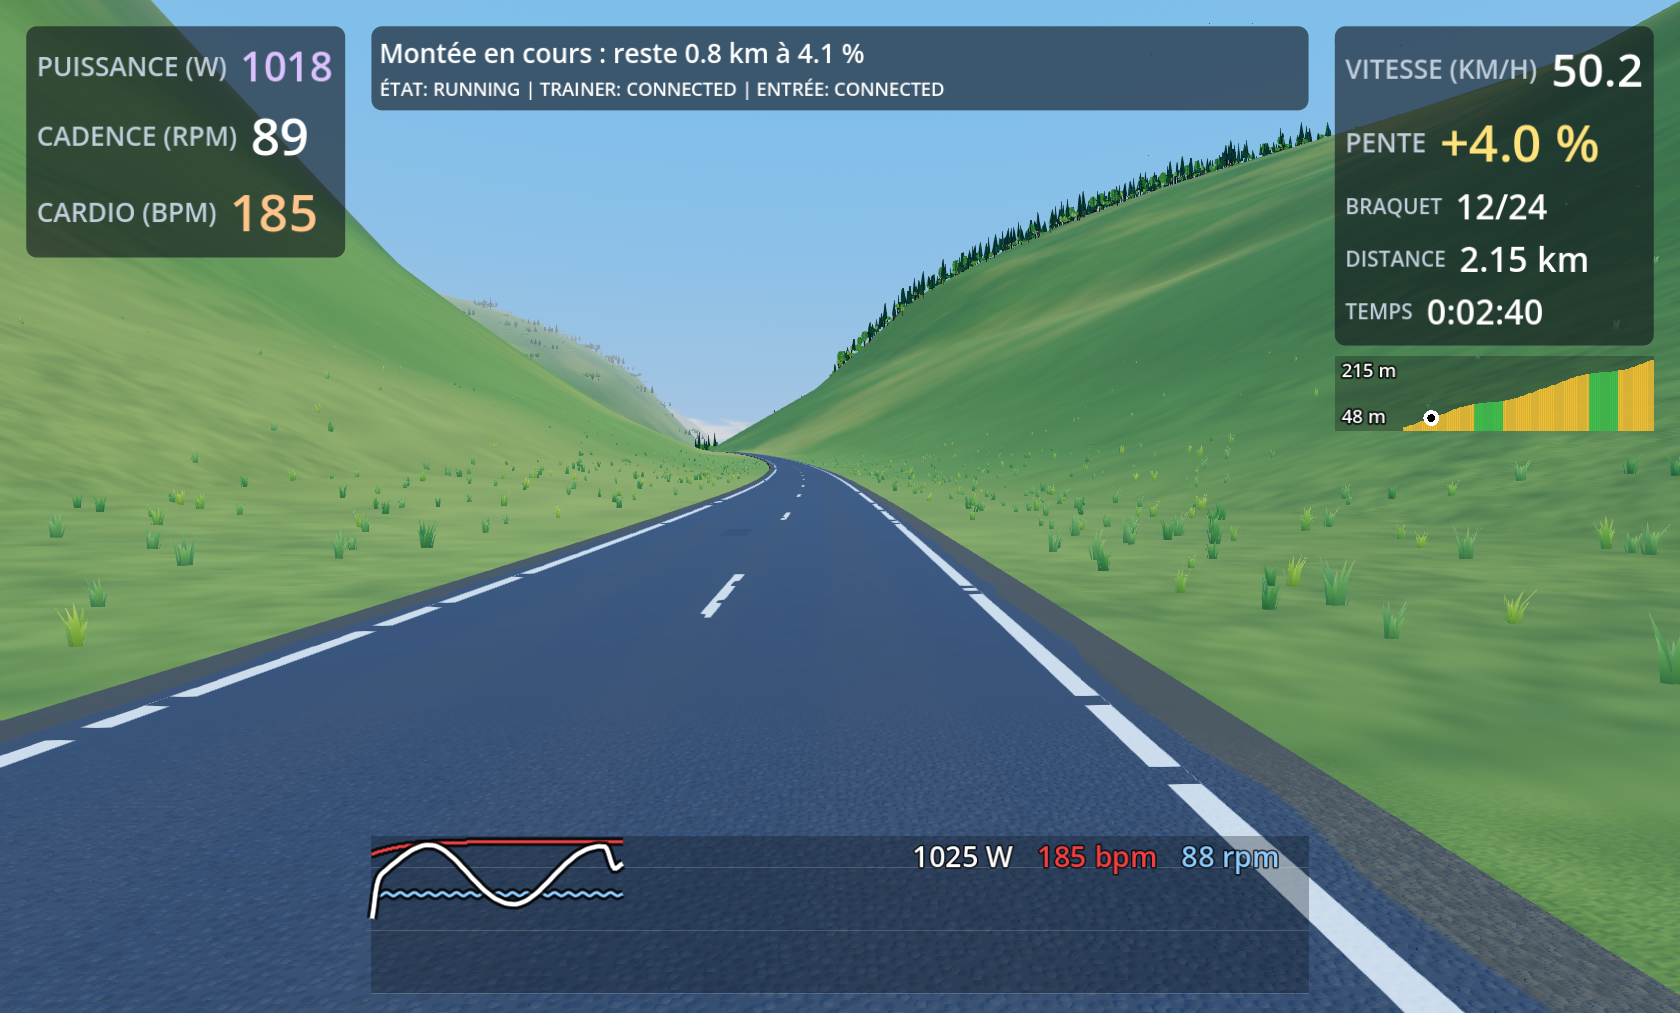 PUISSANCE (W) 1018
CADENCE (RPM) 89
CARDIO (BPM) 185
Montée en cours : reste 0.8 km à 4.1 %
ÉTAT: RUNNING | TRAINER: CONNECTED | ENTRÉE: CONNECTED
VITESSE (KM/H) 50.2
PENTE +4.0 %
BRAQUET 12/24
DISTANCE 2.15 km
TEMPS 0:02:40
215 m
48 m
1025 W 185 bpm 88 rpm